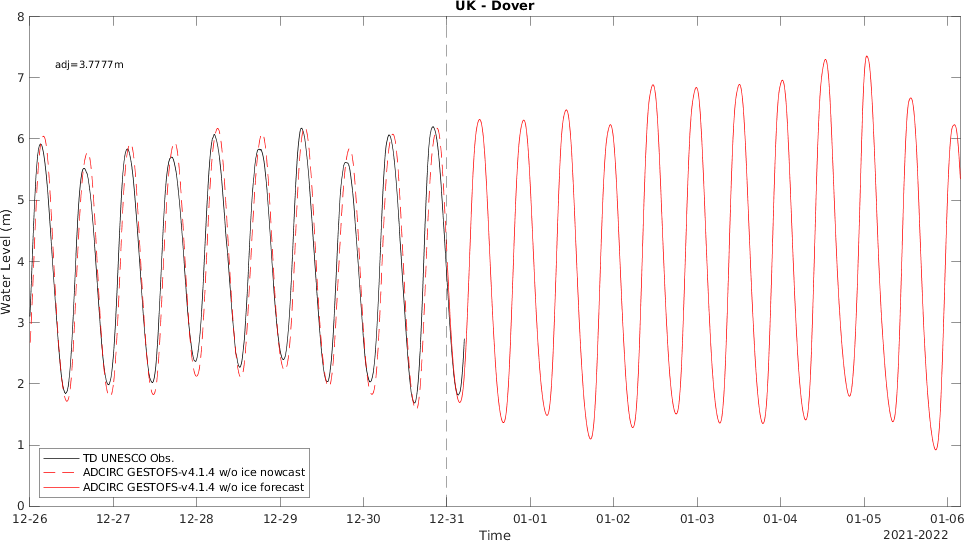 UK - Dover
8
7
6
5
4
3
2
1
0
Water Level (m)
adj=3.7777m
TD UNESCO Obs.
ADCIRC GESTOFS-v4.1.4 w/o ice nowcast
ADCIRC GESTOFS-v4.1.4 w/o ice forecast
12-26 12-27 12-28 12-29 12-30 12-31 01-01 01-02 01-03 01-04 01-05 01-06
Time
2021-2022